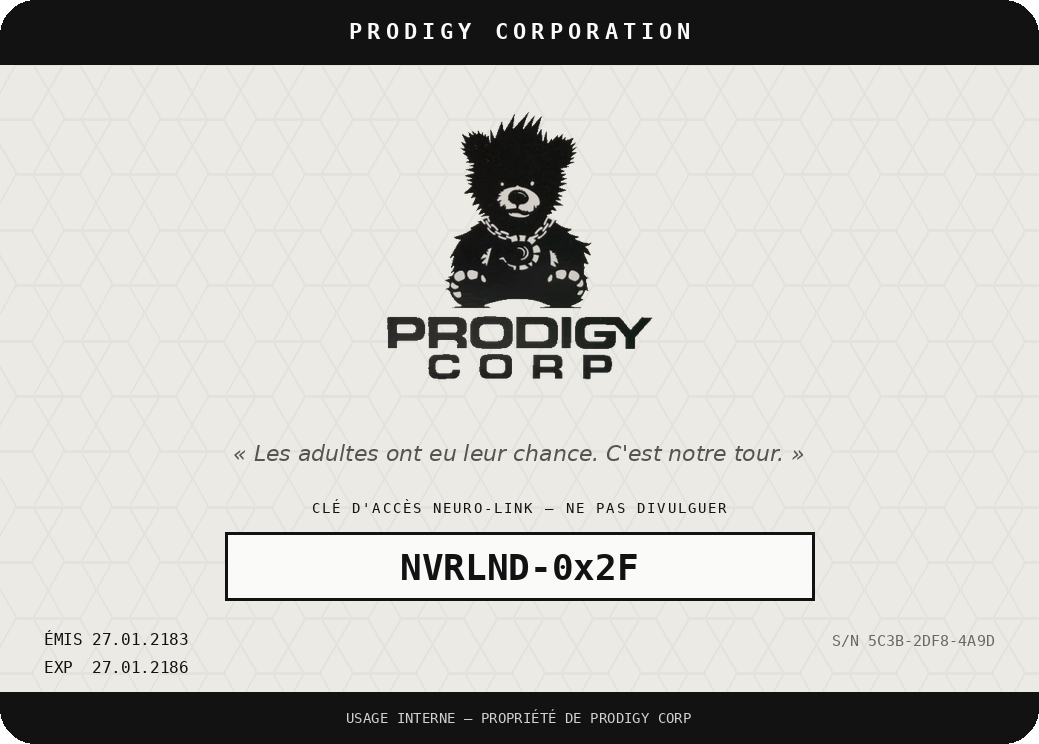 PRODIGY CORPORATION
PRODIGY
CORP
« Les adultes ont eu leur chance. C'est notre tour. »
CLÉ D'ACCÈS NEURO-LINK — NE PAS DIVULGUER
NVRLND-0x2F
ÉMIS 27.01.2183
S/N 5C3B-2DF8-4A9D
EXP 27.01.2186
USAGE INTERNE — PROPRIÉTÉ DE PRODIGY CORP